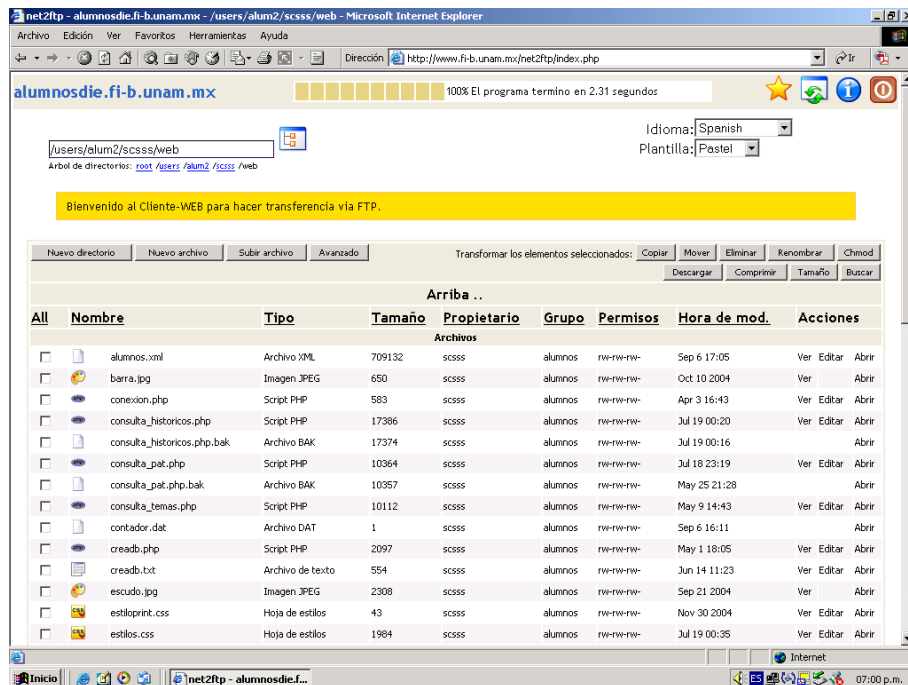 net2ftp - alumnosdie.fi-b.unam.mx - /users/alum2/scsss/web - Microsoft Internet Explorer
Archivo Edición Ver Favoritos Herramientas Ayuda
Dirección http://www.fi-b.unam.mx/net2ftp/index.php Ir
alumnosdie.fi-b.unam.mx 100% El programa termino en 2.31 segundos
Idioma: Spanish
/users/alum2/scsss/web
Plantilla: Pastel
Arbol de directorios: root /users /alum2 /scsss /web
Bienvenido al Cliente-WEB para hacer transferencia via FTP.
Nuevo directorio Nuevo archivo Subir archivo Avanzado Transformar los elementos seleccionados: Copiar Mover Eliminar Renombrar Chmod
Descargar Comprimir Tamaño Buscar
Arriba ..
All Nombre Tipo Tamaño Propietario Grupo Permisos Hora de mod. Acciones
Archivos
alumnos.xml Archivo XML 709132 scsss alumnos rw-rw-rw- Sep 6 17:05 Ver Editar Abrir
barra.jpg Imagen JPEG 650 scsss alumnos rw-rw-rw- Oct 10 2004 Ver Abrir
php conexion.php Script PHP 583 scsss alumnos rw-rw-rw- Apr 3 16:43 Ver Editar Abrir
php consulta_historicos.php Script PHP 17386 scsss alumnos rw-rw-rw- Jul 19 00:20 Ver Editar Abrir
consulta_historicos.php.bak Archivo BAK 17374 scsss alumnos rw-rw-rw- Jul 19 00:16 Abrir
php consulta_pat.php Script PHP 10364 scsss alumnos rw-rw-rw- Jul 18 23:19 Ver Editar Abrir
consulta_pat.php.bak Archivo BAK 10357 scsss alumnos rw-rw-rw- May 25 21:28 Abrir
php consulta_temas.php Script PHP 10112 scsss alumnos rw-rw-rw- May 9 14:43 Ver Editar Abrir
contador.dat Archivo DAT 1 scsss alumnos rw-rw-rw- Sep 6 16:11 Abrir
php creadb.php Script PHP 2097 scsss alumnos rw-rw-rw- May 1 18:05 Ver Editar Abrir
creadb.txt Archivo de texto 554 scsss alumnos rw-rw-rw- Jun 14 11:23 Ver Editar Abrir
escudo.jpg Imagen JPEG 2308 scsss alumnos rw-rw-rw- Sep 21 2004 Ver Abrir
CSS estiloprint.css Hoja de estilos 43 scsss alumnos rw-rw-rw- Nov 30 2004 Ver Editar Abrir
CSS estilos.css Hoja de estilos 1984 scsss alumnos rw-rw-rw- Jul 19 00:35 Ver Editar Abrir
Internet
Inicio net2ftp - alumnosdie.f... ES 07:00 p.m.